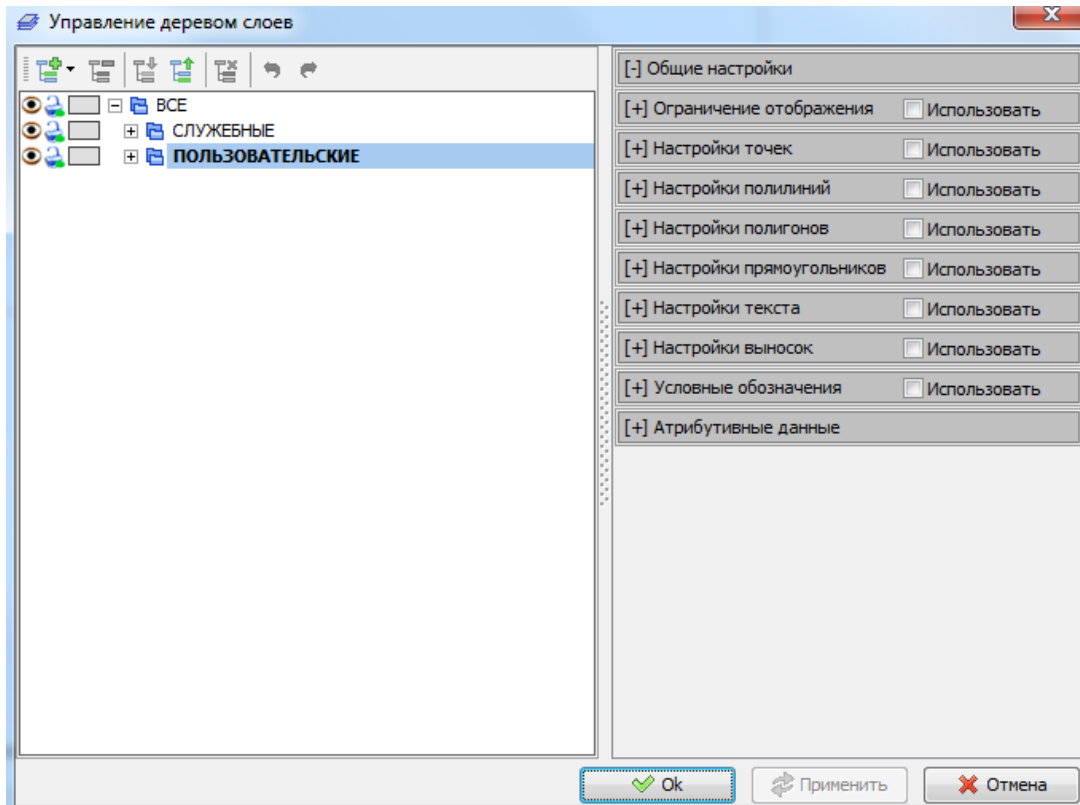 Управление деревом слоев
ВСЕ
СЛУЖЕБНЫЕ
ПОЛЬЗОВАТЕЛЬСКИЕ
[-] Общие настройки
[+] Ограничение отображения Использовать
[+] Настройки точек Использовать
[+] Настройки полилиний Использовать
[+] Настройки полигонов Использовать
[+] Настройки прямоугольников Использовать
[+] Настройки текста Использовать
[+] Настройки выносок Использовать
[+] Условные обозначения Использовать
[+] Атрибутивные данные
Ok Применить Отмена